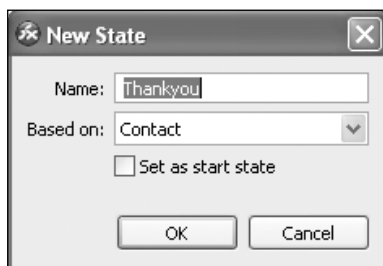 New State
Name: Thankyou
Based on: Contact
Set as start state
OK Cancel